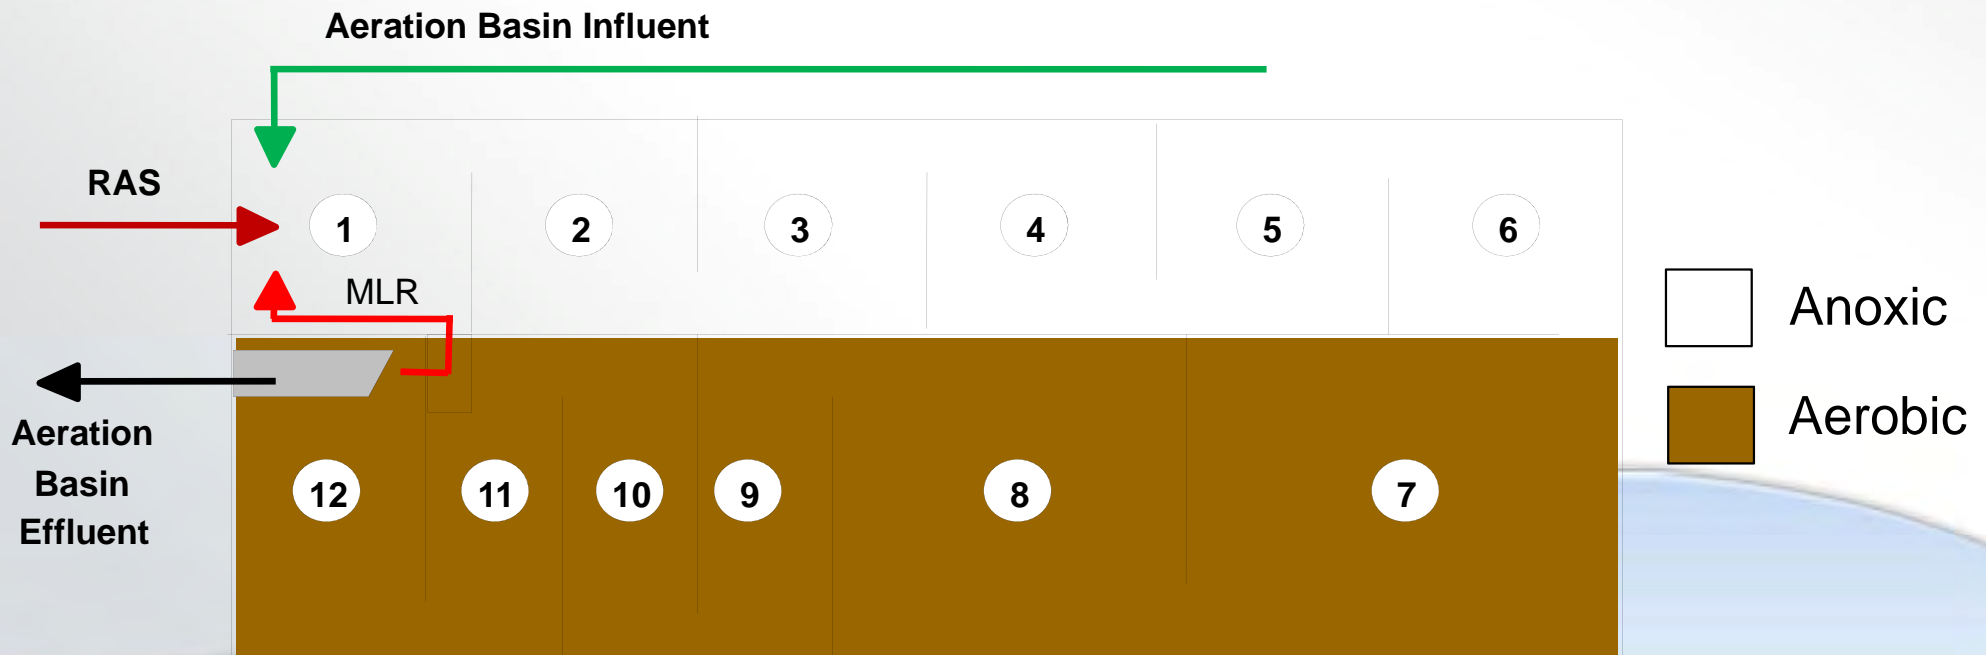 Aeration Basin Influent
RAS
1
2
3
4
5
6
MLR
Anoxic
Aerobic
Aeration
Basin
Effluent
12
11
10
9
8
7